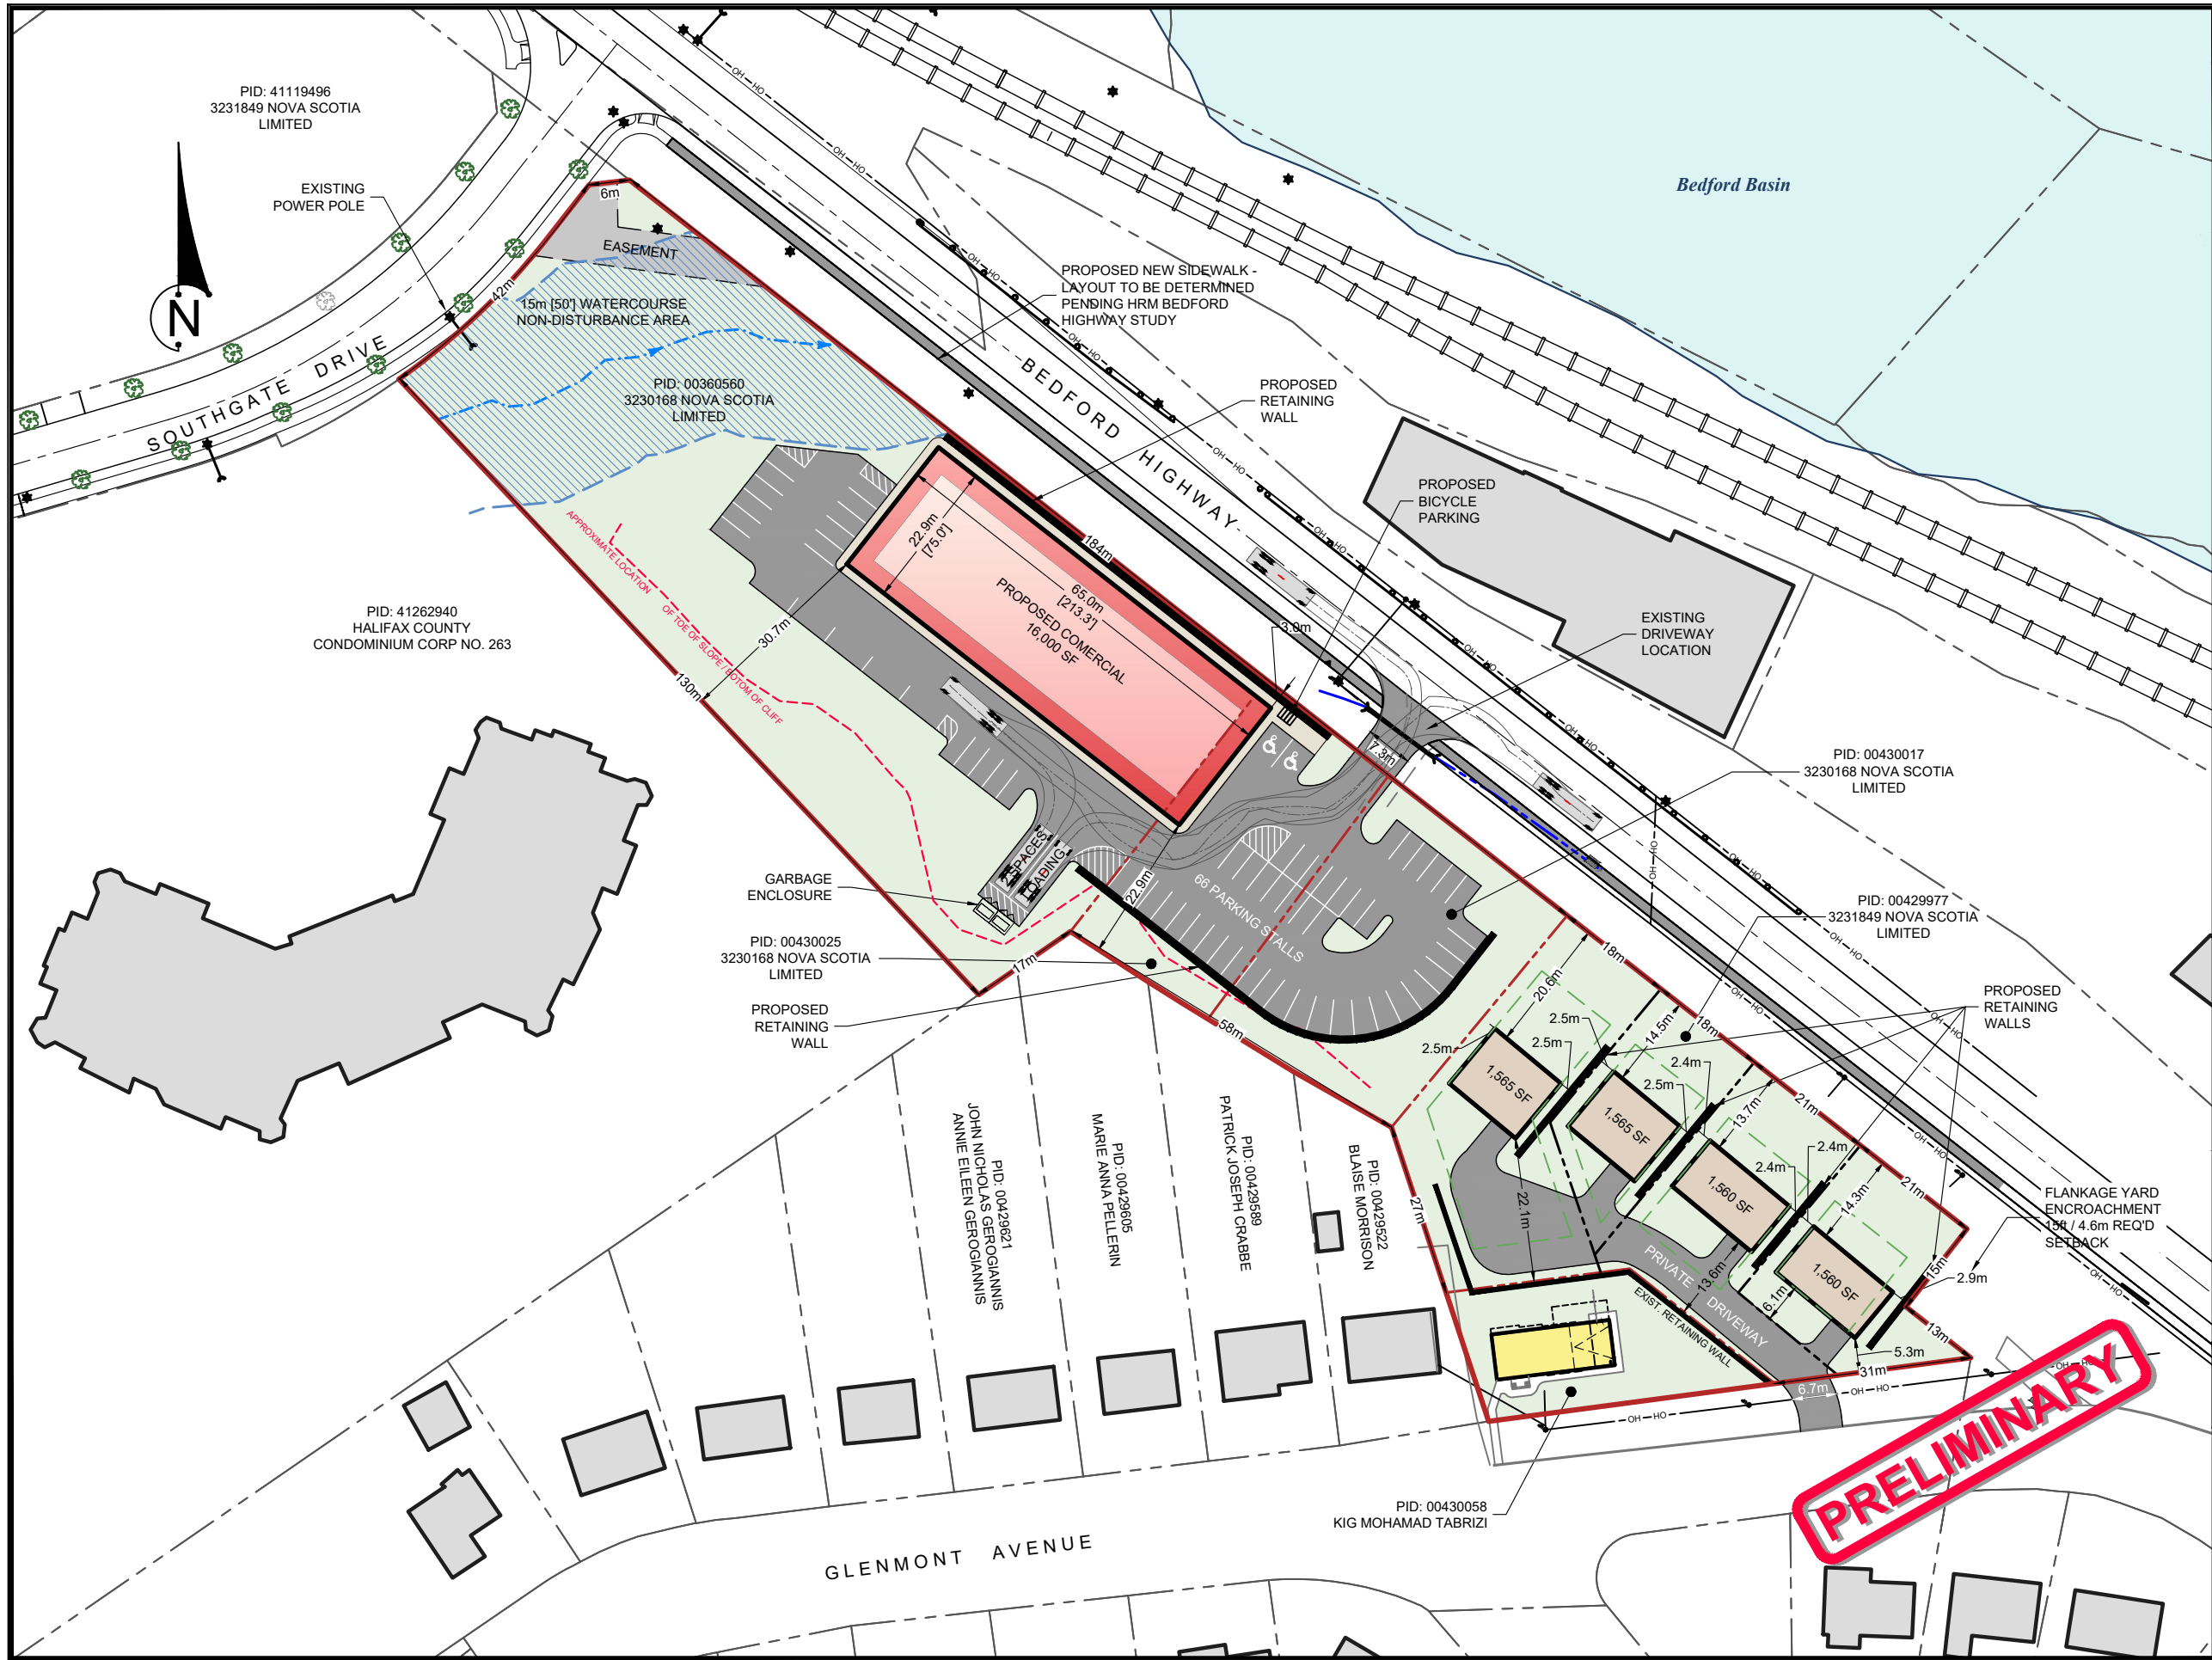 PID: 41119496
3231849 NOVA SCOTIA
LIMITED
EXISTING
POWER POLE
N
SOUTHGATE DRIVE
6m
EASEMENT
42m
15m [50'] WATERCOURSE
NON-DISTURBANCE AREA
PID: 00360560
3230168 NOVA SCOTIA
LIMITED
PROPOSED NEW SIDEWALK -
LAYOUT TO BE DETERMINED
PENDING HRM BEDFORD
HIGHWAY STUDY
Bedford Basin
BEDFORD HIGHWAY
PROPOSED
RETAINING
WALL
PROPOSED
BICYCLE
PARKING
EXISTING
DRIVEWAY
LOCATION
PID: 41262940
HALIFAX COUNTY
CONDOMINIUM CORP NO. 263
APPROXIMATE LOCATION OF TOE OF SLOPE / BOTOM OF CLIFF
22.9m
[75.0']
184m
65.0m
[213.3']
PROPOSED COMERCIAL
16,000 SF
30.7m
130m
3.0m
7.3m
PID: 00430017
3230168 NOVA SCOTIA
LIMITED
GARBAGE
ENCLOSURE
2 SPACES
LOADING
22.9m
66 PARKING STALLS
PID: 00430025
3230168 NOVA SCOTIA
LIMITED
17m
PROPOSED
RETAINING
WALL
58m
PID: 00429977
3231849 NOVA SCOTIA
LIMITED
PROPOSED
RETAINING
WALLS
18m
20.6m
2.5m
14.5m
18m
2.5m
2.5m
2.4m
2.5m
13.7m
21m
1,565 SF
1,565 SF
1,560 SF
1,560 SF
2.4m
2.4m
14.3m
21m
FLANKAGE YARD
ENCROACHMENT
15ft / 4.6m REQ'D
SETBACK
15m
2.9m
13m
5.3m
31m
6.7m
22.1m
27m
13.6m
6.1m
PRIVATE DRIVEWAY
EXIST. RETAINING WALL
PID: 00429621
JOHN NICHOLAS GEROGIANNIS
ANNIE EILEEN GEROGIANNIS
PID: 00429605
MARIE ANNA PELLERIN
PID: 00429589
PATRICK JOSEPH CRABBE
PID: 00429522
BLAISE MORRISON
PID: 00430058
KIG MOHAMAD TABRIZI
GLENMONT AVENUE
PRELIMINARY
OH
HO